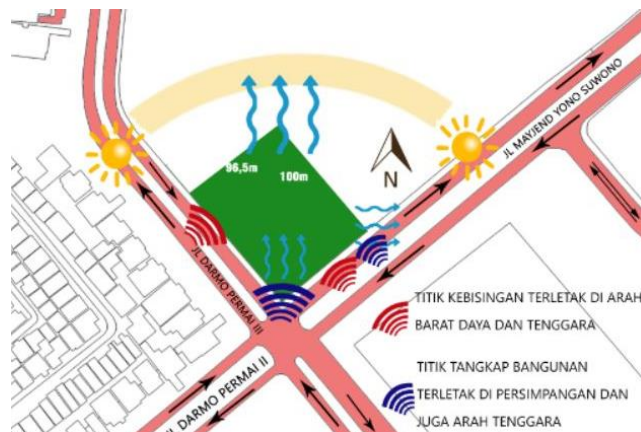 JL MAYJEND YONO SUWONO
96,5m
100m
N
JL DARMO PERMAI III
JL DARMO PERMAI II
TITIK KEBISINGAN TERLETAK DI ARAH
BARAT DAYA DAN TENGGARA
TITIK TANGKAP BANGUNAN
TERLETAK DI PERSIMPANGAN DAN
JUGA ARAH TENGGARA